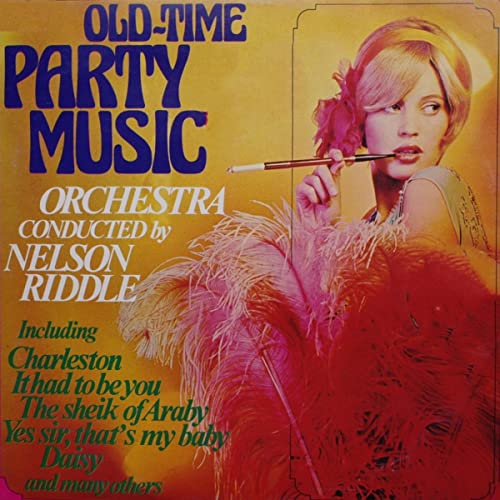 OLD-TIME
PARTY
MUSIC
ORCHESTRA
CONDUCTED by
NELSON
RIDDLE
Including
Charleston
It had to be you
The sheik of Araby
Yes sir, that's my baby
Daisy
and many others